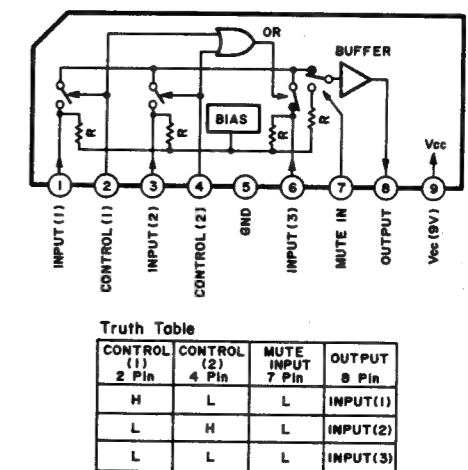 OR
BUFFER
BIAS
R
R
R
R
Vcc
1 2 3 4 5 6 7 8 9
INPUT(1)
CONTROL(1)
INPUT(2)
CONTROL(2)
GND
INPUT(3)
MUTE IN
OUTPUT
Vcc(9V)
Truth Table
CONTROL (1) 2 Pin
CONTROL (2) 4 Pin
MUTE INPUT 7 Pin
OUTPUT 8 Pin
H L L INPUT(1)
L H L INPUT(2)
L L L INPUT(3)